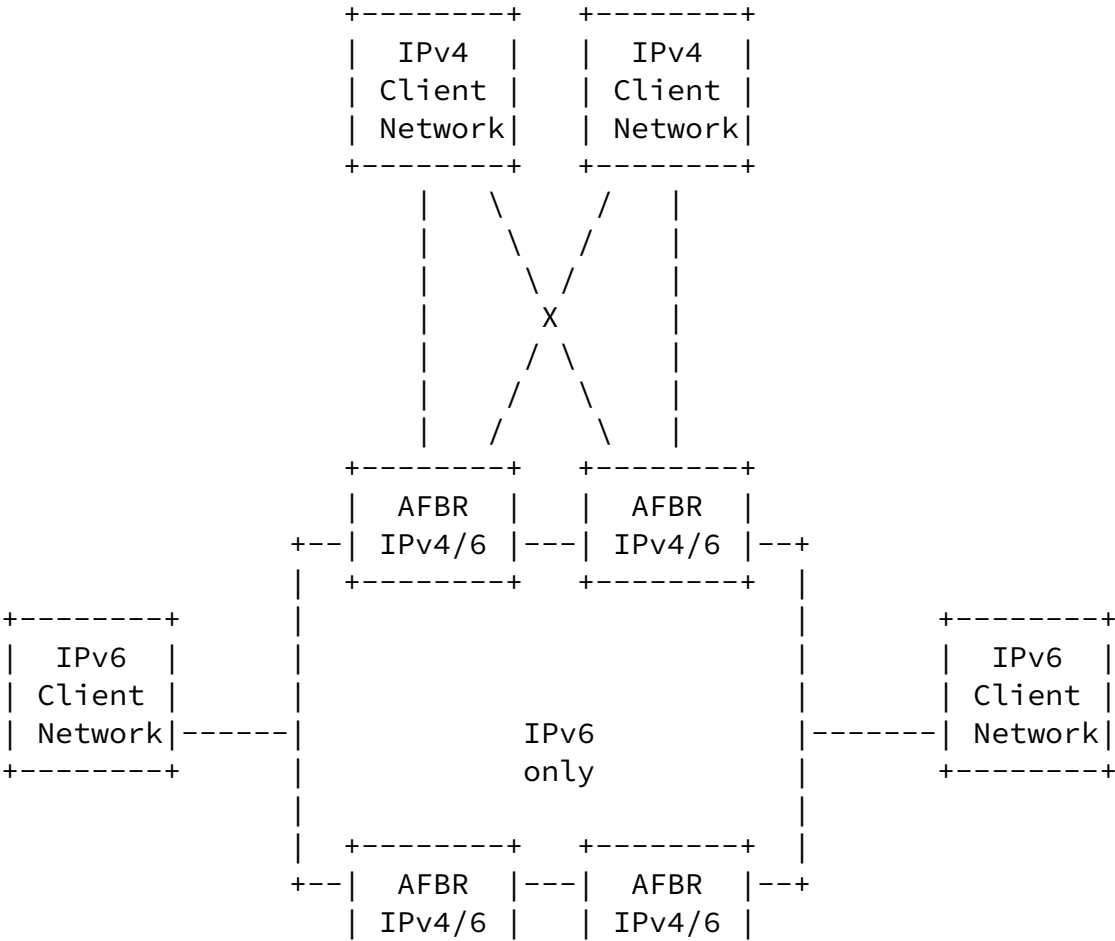 +--------+   +--------+
|  IPv4  |   |  IPv4  |
| Client |   | Client |
| Network|   | Network|
+--------+   +--------+
|   \     /   |
|    \   /    |
|     \ /     |
|      X      |
|     / \     |
|    /   \    |
|   /     \   |
+--------+   +--------+
|  AFBR  |   |  AFBR  |
+--| IPv4/6 |---| IPv4/6 |--+
|  +--------+   +--------+  |
+--------+      |                           |       +--------+
|  IPv6  |      |                           |       |  IPv6  |
| Client |      |                           |       | Client |
| Network|------|            IPv6           |-------| Network|
+--------+      |            only           |       +--------+
|                           |
|  +--------+   +--------+  |
+--|  AFBR  |---|  AFBR  |--+
| IPv4/6 |   | IPv4/6 |